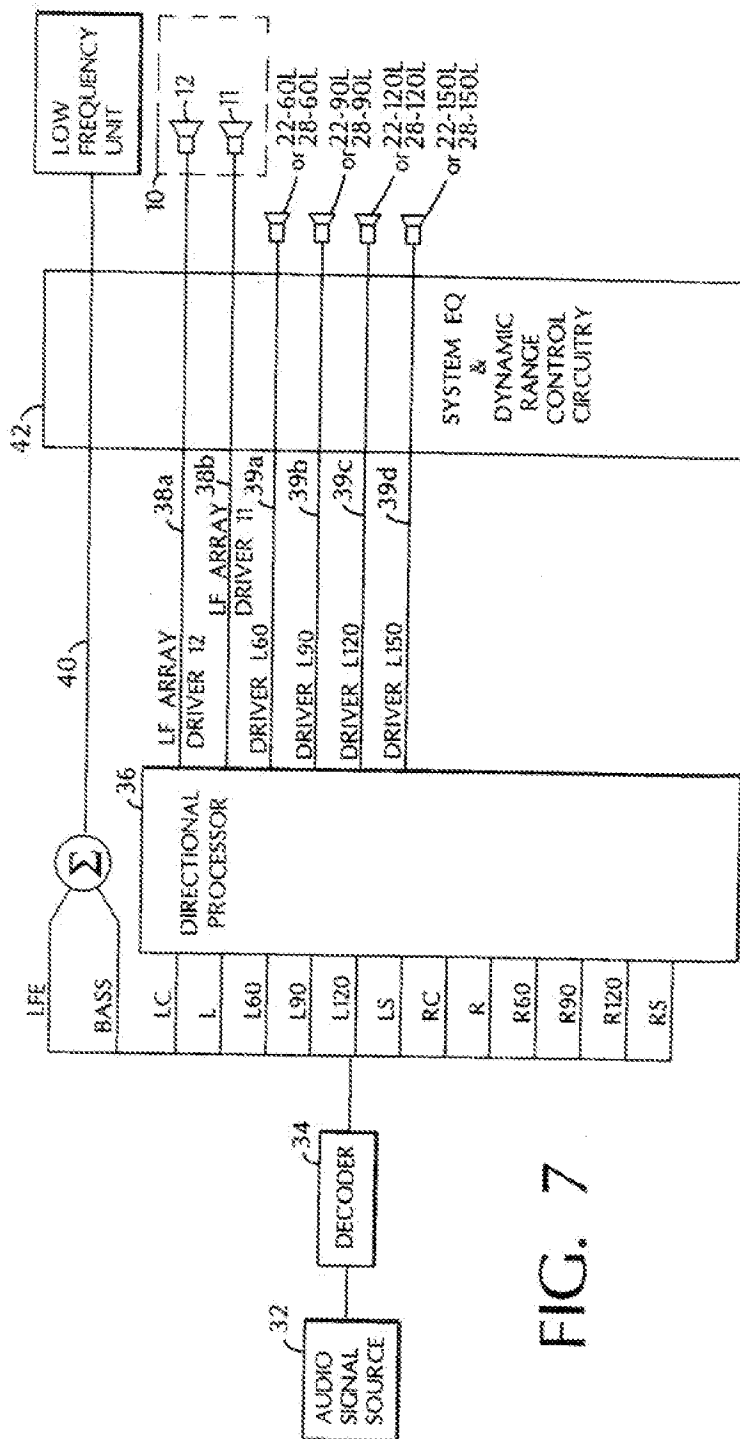 FIG. 7
32
AUDIO
SIGNAL
SOURCE
34
DECODER
LFE
BASS
LC
L
L60
L90
L120
LS
RC
R
R60
R90
R120
RS
Σ
40
36
DIRECTIONAL
PROCESSOR
LF ARRAY
DRIVER 12
38a
LF ARRAY
DRIVER 11
38b
DRIVER L60
39a
DRIVER L90
39b
DRIVER L120
39c
DRIVER L150
39d
42
SYSTEM EQ
&
DYNAMIC
RANGE
CONTROL
CIRCUITRY
LOW
FREQUENCY
UNIT
10
12
11
22-60L
or 28-60L
22-90L
or 28-90L
22-120L
or 28-120L
22-150L
or 28-150L